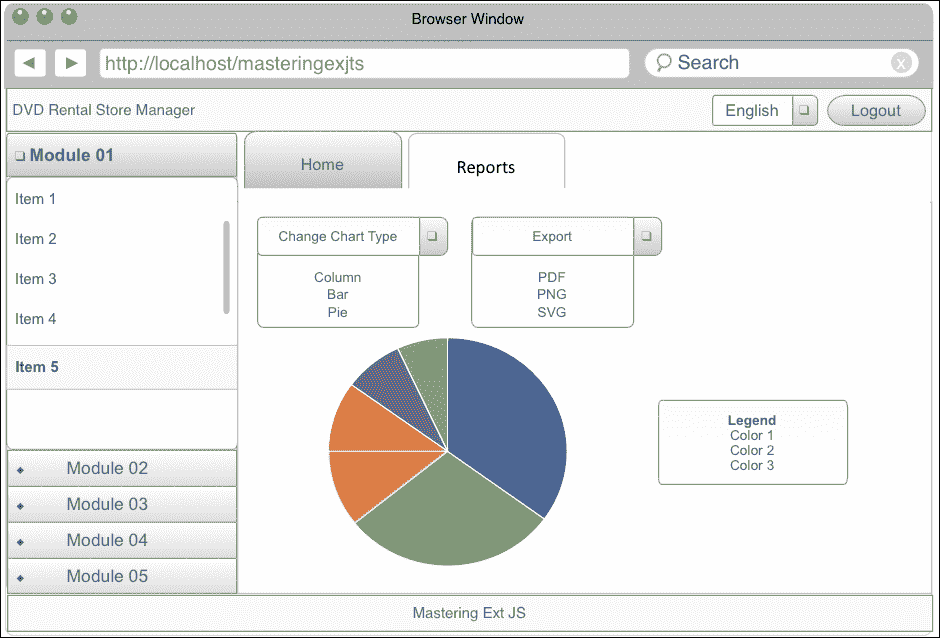 Browser Window
http://localhost/masteringexjts
Search
x
DVD Rental Store Manager
English
Logout
Module 01
Item 1
Item 2
Item 3
Item 4
Item 5
Module 02
Module 03
Module 04
Module 05
Home
Reports
Change Chart Type
Column
Bar
Pie
Export
PDF
PNG
SVG
Legend
Color 1
Color 2
Color 3
Mastering Ext JS